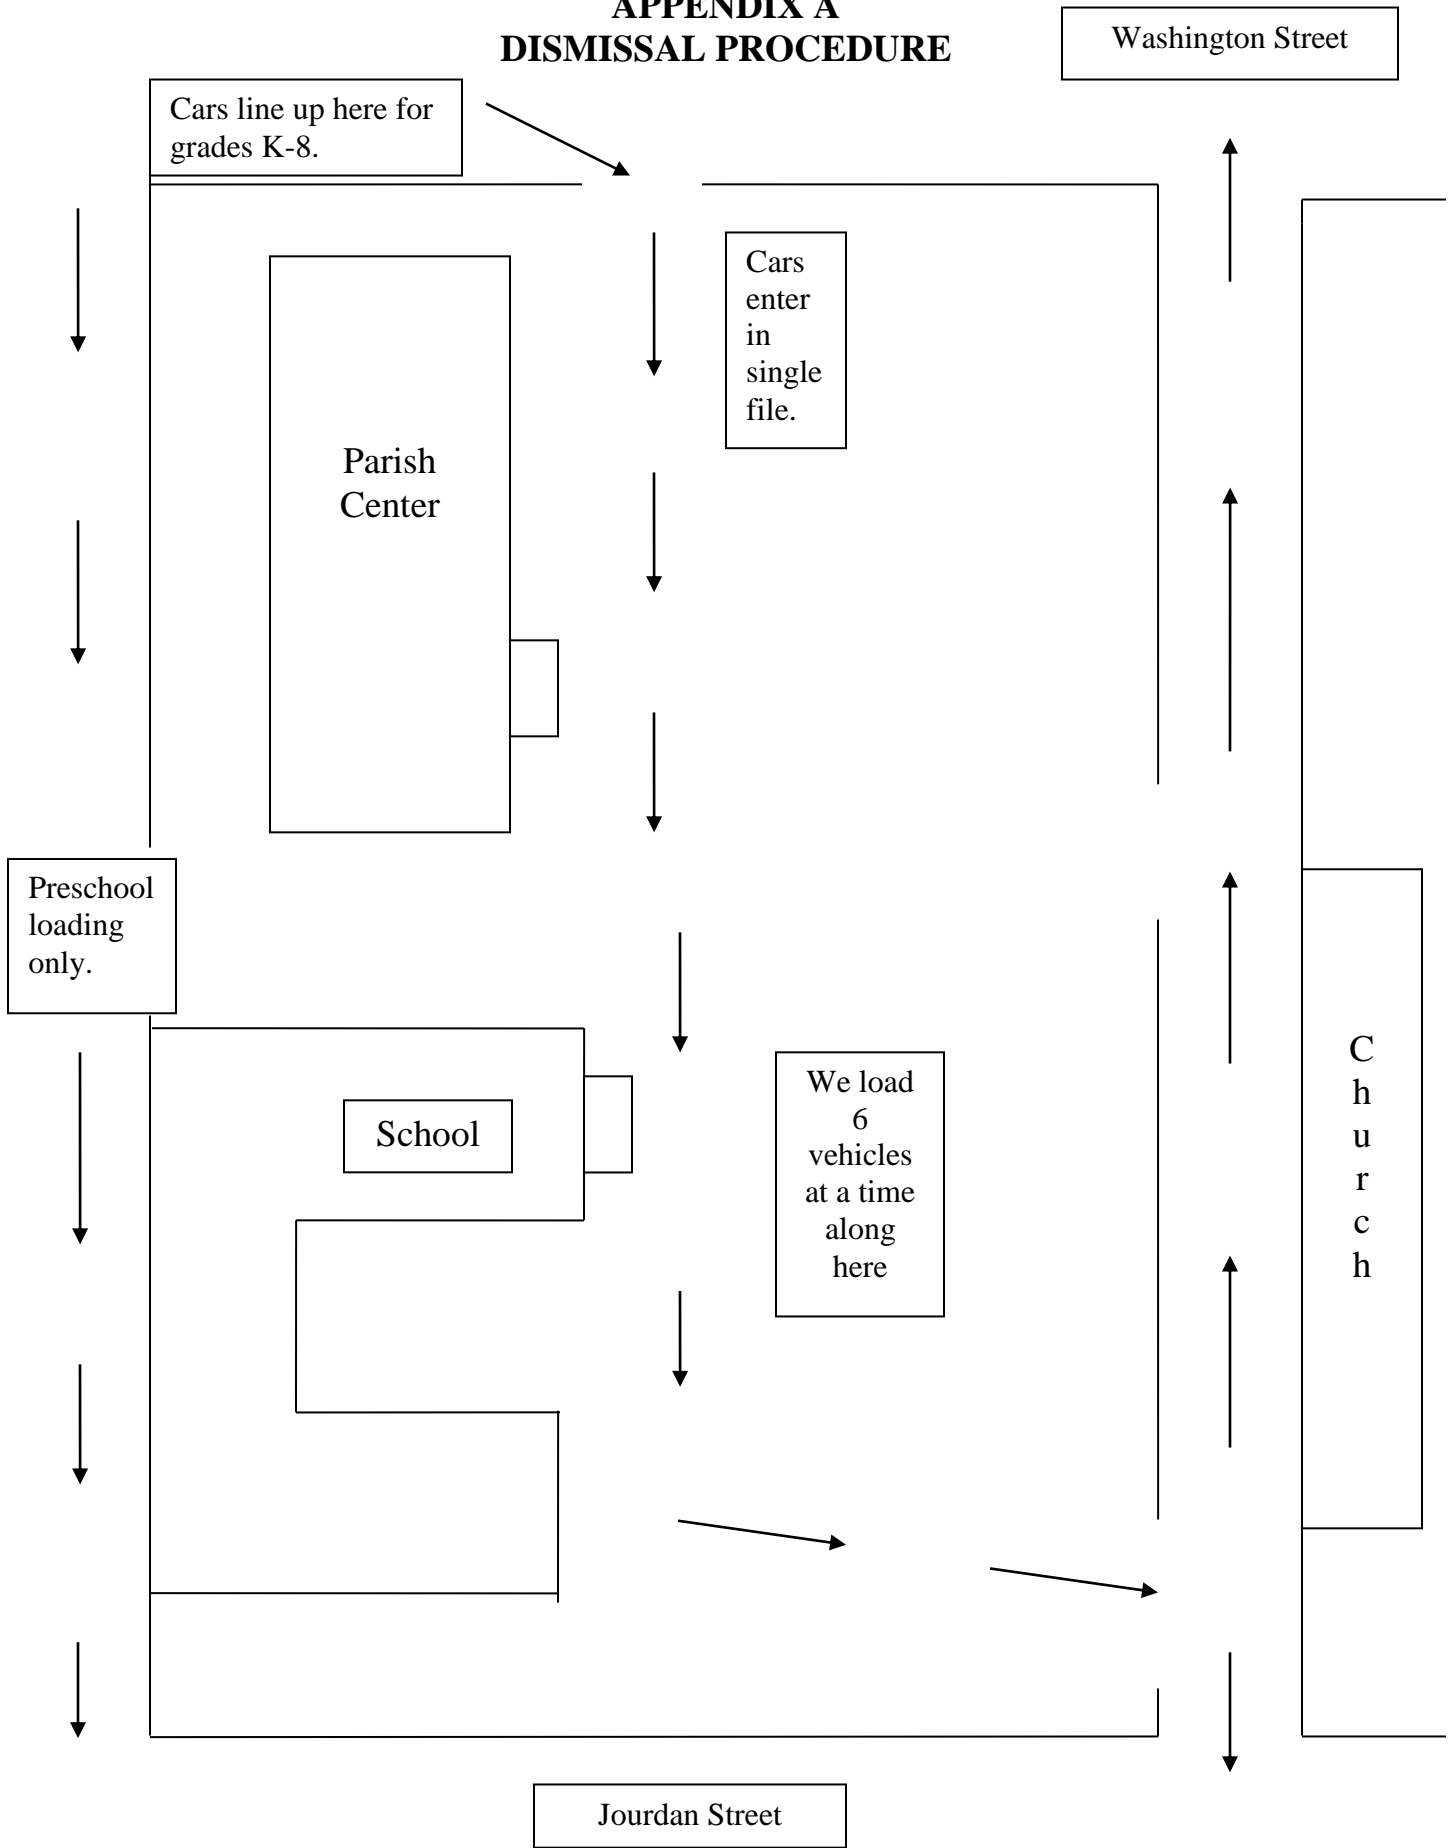 APPENDIX A
DISMISSAL PROCEDURE
Washington Street
Cars line up here for
grades K-8.
Cars
enter
in
single
file.
Parish
Center
Preschool
loading
only.
School
We load
6
vehicles
at a time
along
here
C
h
u
r
c
h
Jourdan Street